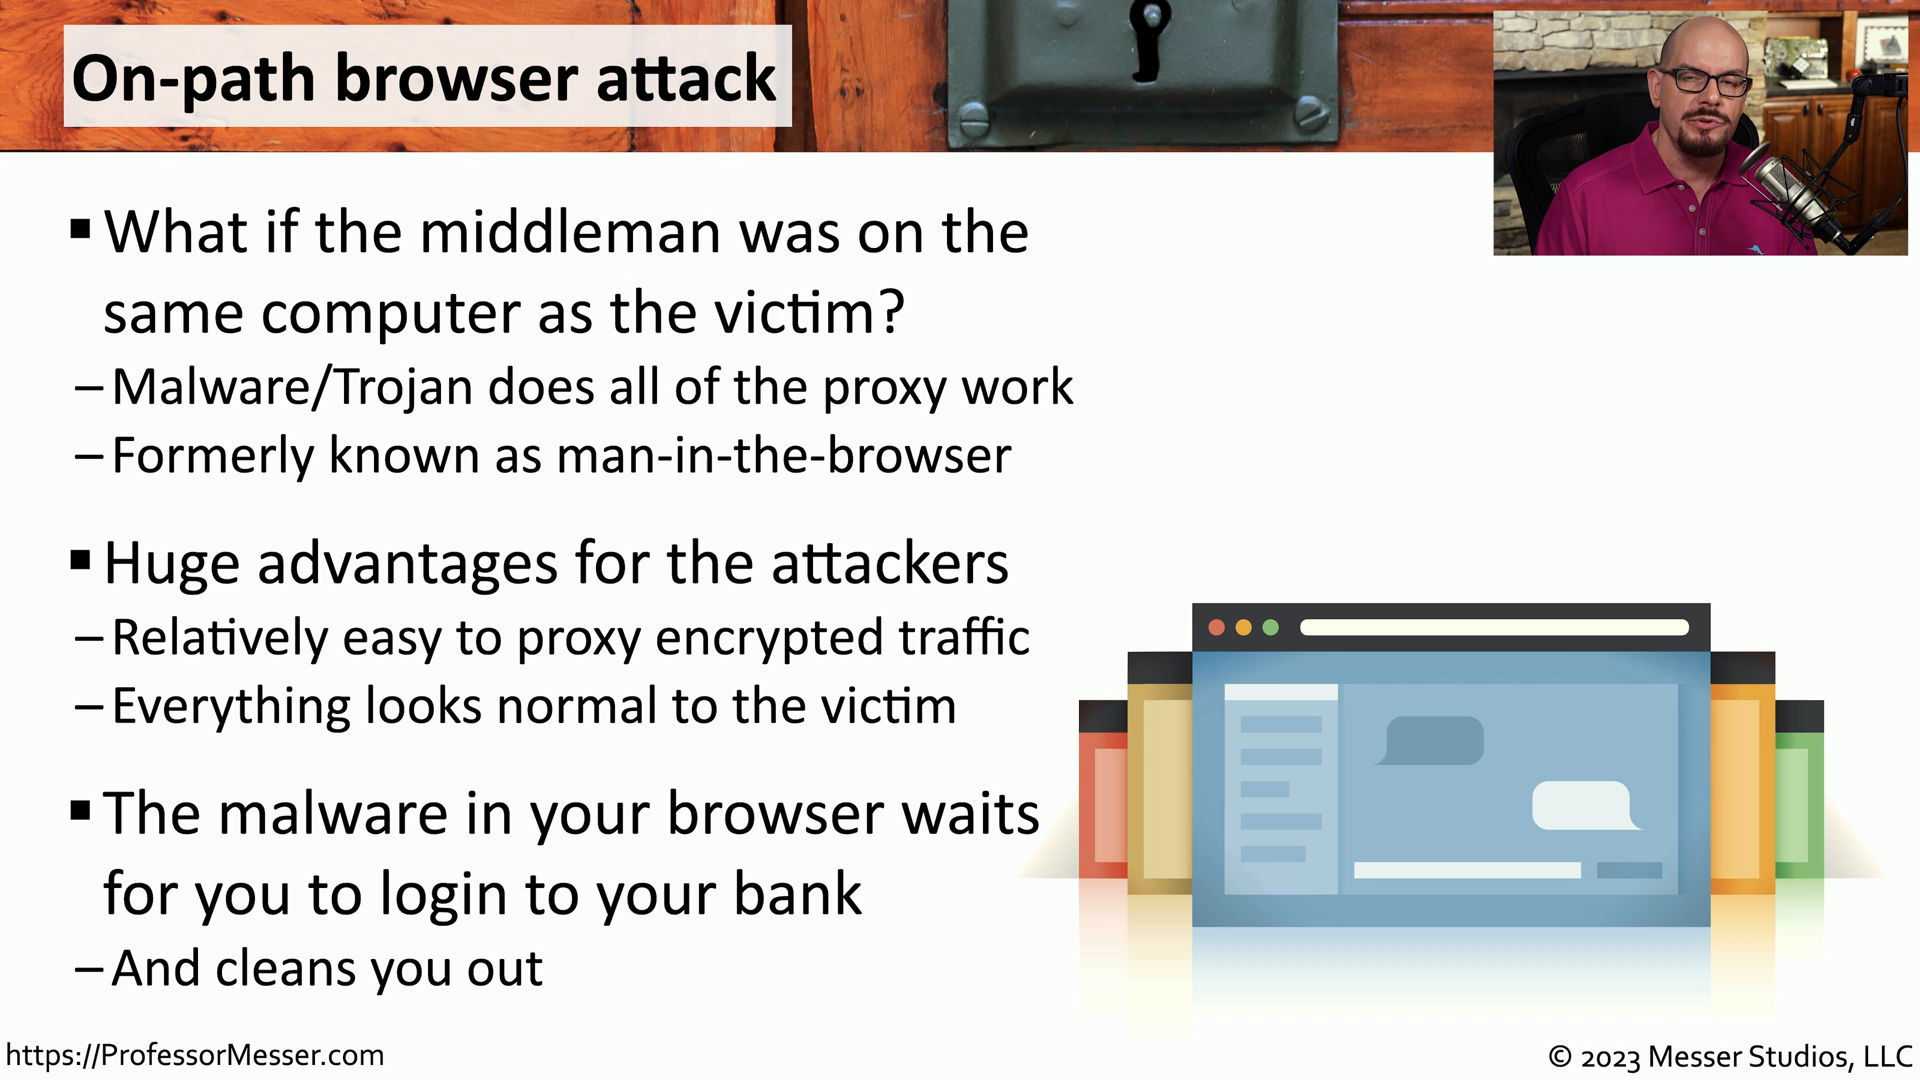 On-path browser attack
▪ What if the middleman was on the
same computer as the victim?
– Malware/Trojan does all of the proxy work
– Formerly known as man-in-the-browser
▪ Huge advantages for the attackers
– Relatively easy to proxy encrypted traffic
– Everything looks normal to the victim
▪ The malware in your browser waits
for you to login to your bank
– And cleans you out
https://ProfessorMesser.com
© 2023 Messer Studios, LLC